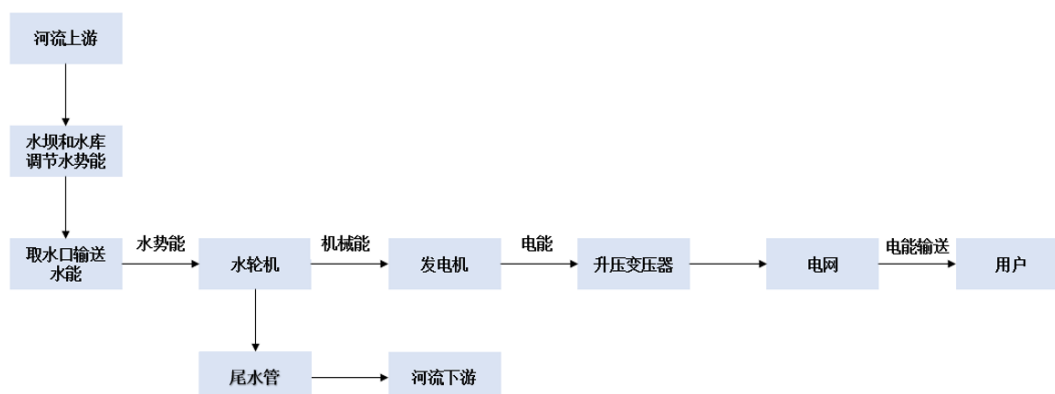 河流上游
水坝和水库
调节水势能
取水口输送
水能
水势能
水轮机
机械能
发电机
电能
升压变压器
电网
电能输送
用户
尾水管
河流下游